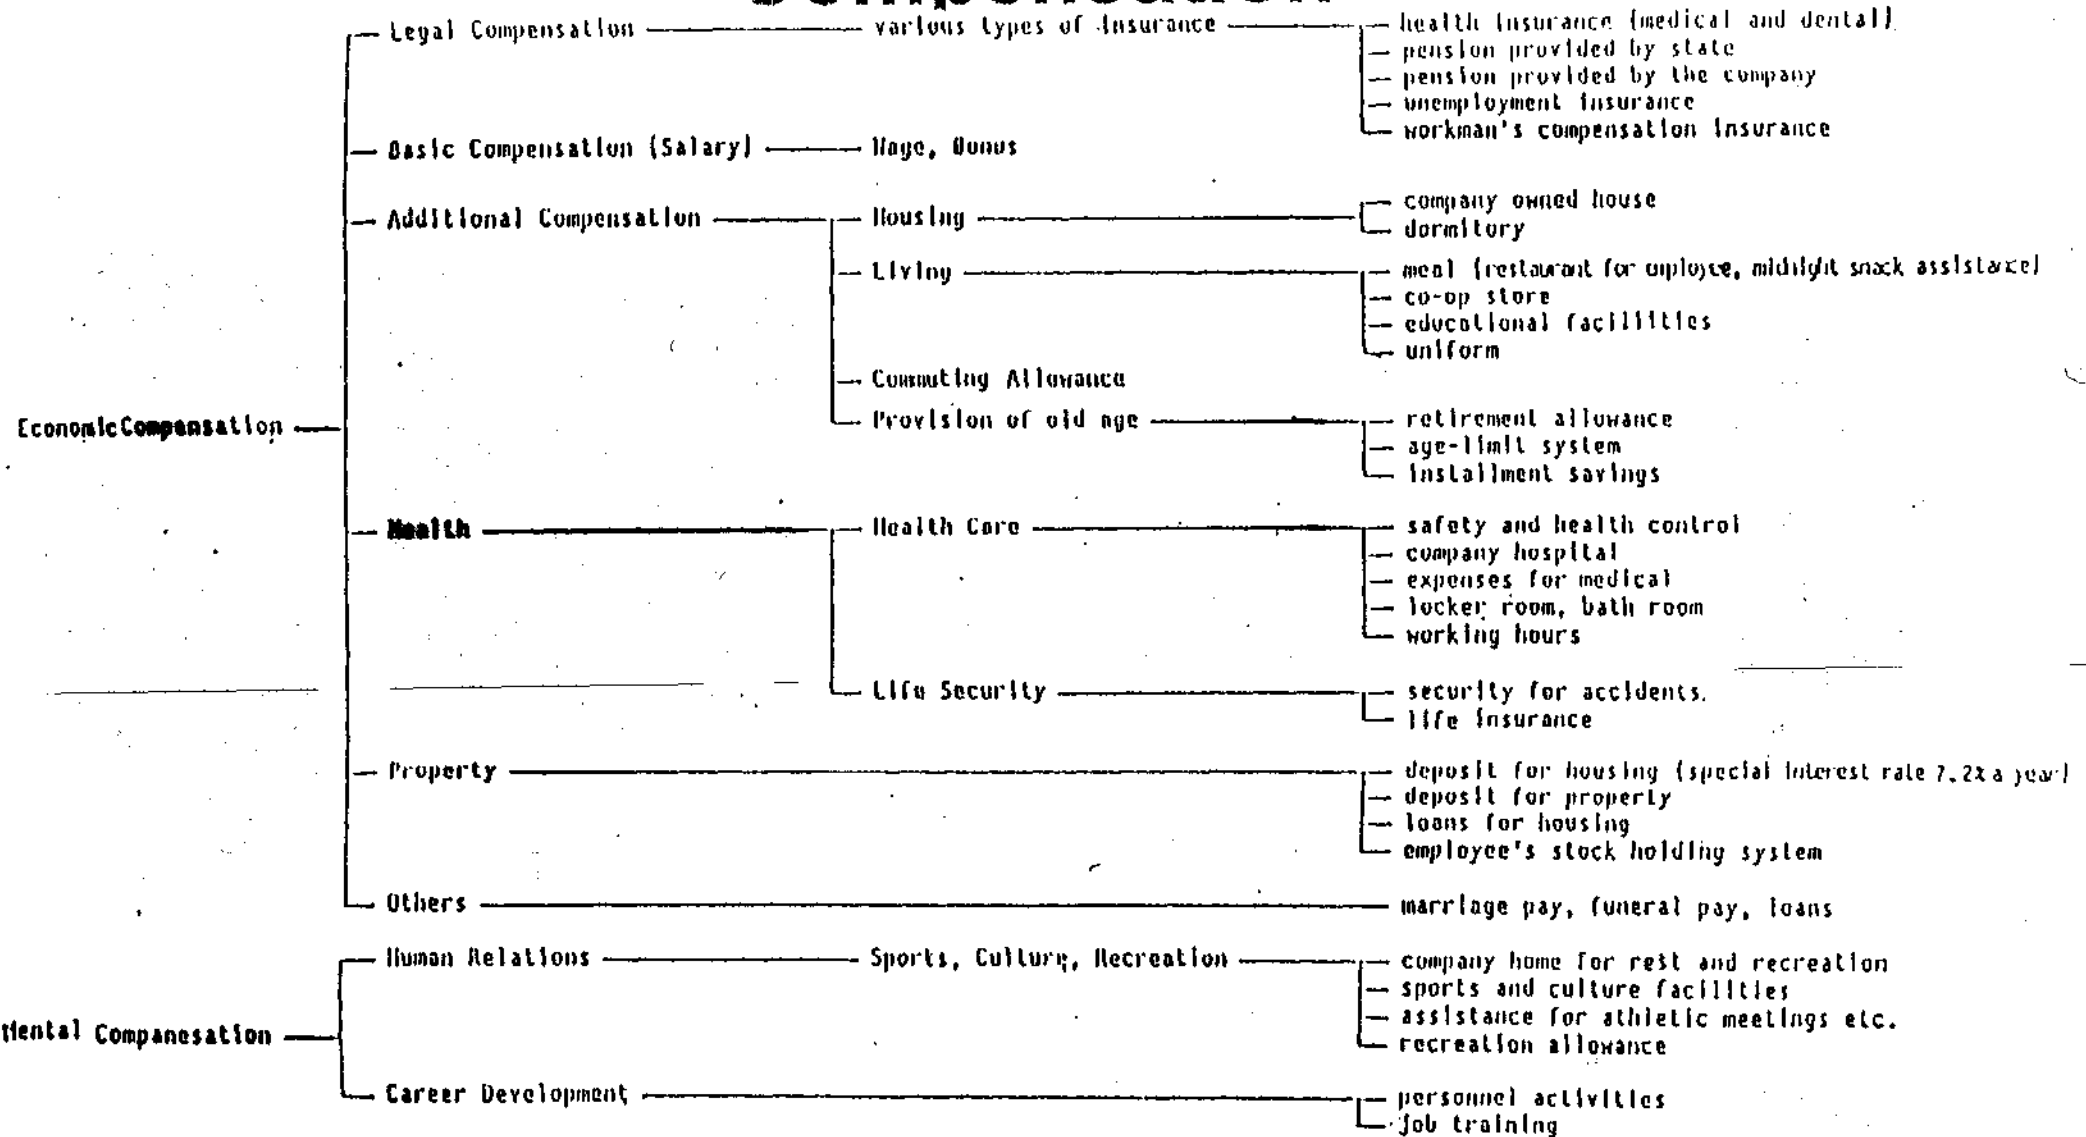 Compensation
Legal Compensation
various types of insurance
health insurance (medical and dental)
pension provided by state
pension provided by the company
unemployment insurance
workman's compensation insurance
Basic Compensation (Salary)
Wage, Bonus
Additional Compensation
Housing
company owned house
dormitory
Living
meal (restaurant for employee, midnight snack assistance)
co-op store
educational faciliities
uniform
Commuting Allowance
Provision of old age
retirement allowance
age-limit system
installment savings
Economic Compensation
Health
Health Care
safety and health control
company hospital
expenses for medical
locker room, bath room
working hours
Life Security
security for accidents.
life insurance
Property
deposit for housing (special interest rate 7.2% a year)
deposit for property
loans for housing
employee's stock holding system
Others
marriage pay, funeral pay, loans
Human Relations
Sports, Culture, Recreation
company home for rest and recreation
sports and culture facilities
assistance for athletic meetings etc.
recreation allowance
Mental Companesation
Career Development
personnel activities
job training